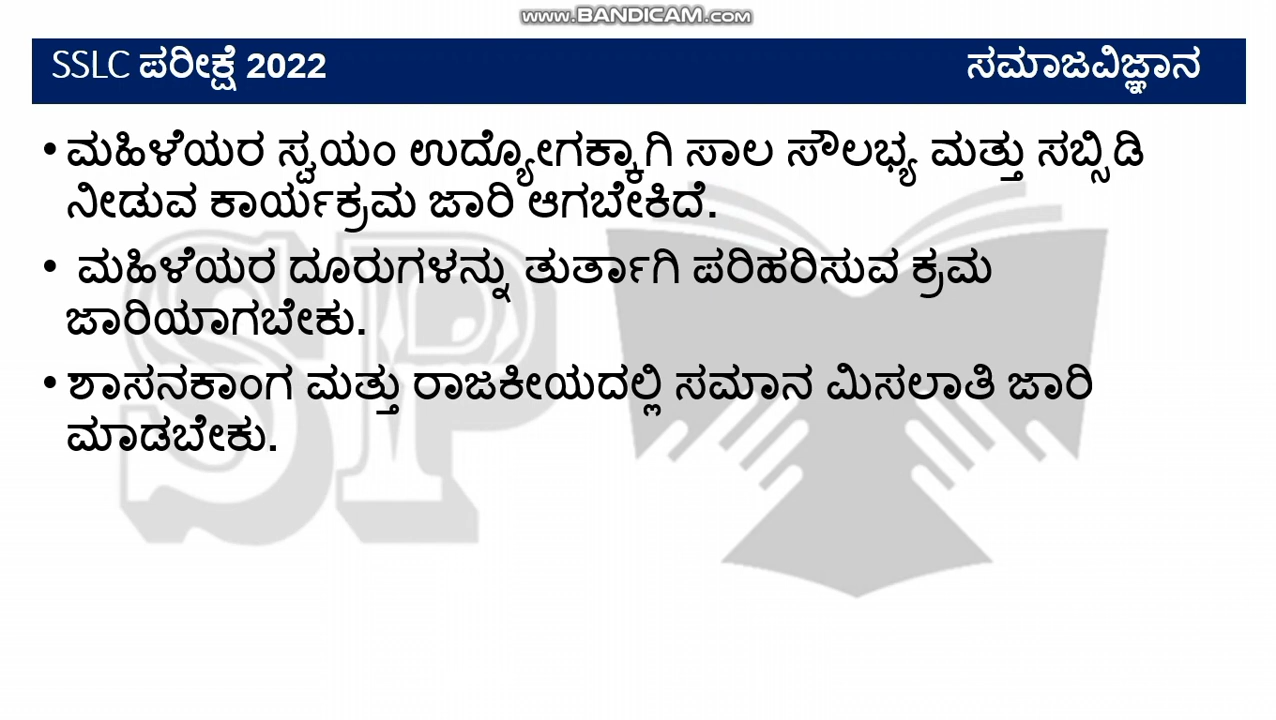 www.BANDICAM.com
SSLC ಪರೀಕ್ಷೆ 2022 ಸಮಾಜವಿಜ್ಞಾನ
• ಮಹಿಳೆಯರ ಸ್ವಯಂ ಉದ್ಯೋಗಕ್ಕಾಗಿ ಸಾಲ ಸೌಲಭ್ಯ ಮತ್ತು ಸಬ್ಸಿಡಿ
ನೀಡುವ ಕಾರ್ಯಕ್ರಮ ಜಾರಿ ಆಗಬೇಕಿದೆ.
• ಮಹಿಳೆಯರ ದೂರುಗಳನ್ನು ತುರ್ತಾಗಿ ಪರಿಹರಿಸುವ ಕ್ರಮ
ಜಾರಿಯಾಗಬೇಕು.
• ಶಾಸನಕಾಂಗ ಮತ್ತು ರಾಜಕೀಯದಲ್ಲಿ ಸಮಾನ ಮಿಸಲಾತಿ ಜಾರಿ
ಮಾಡಬೇಕು.
SP